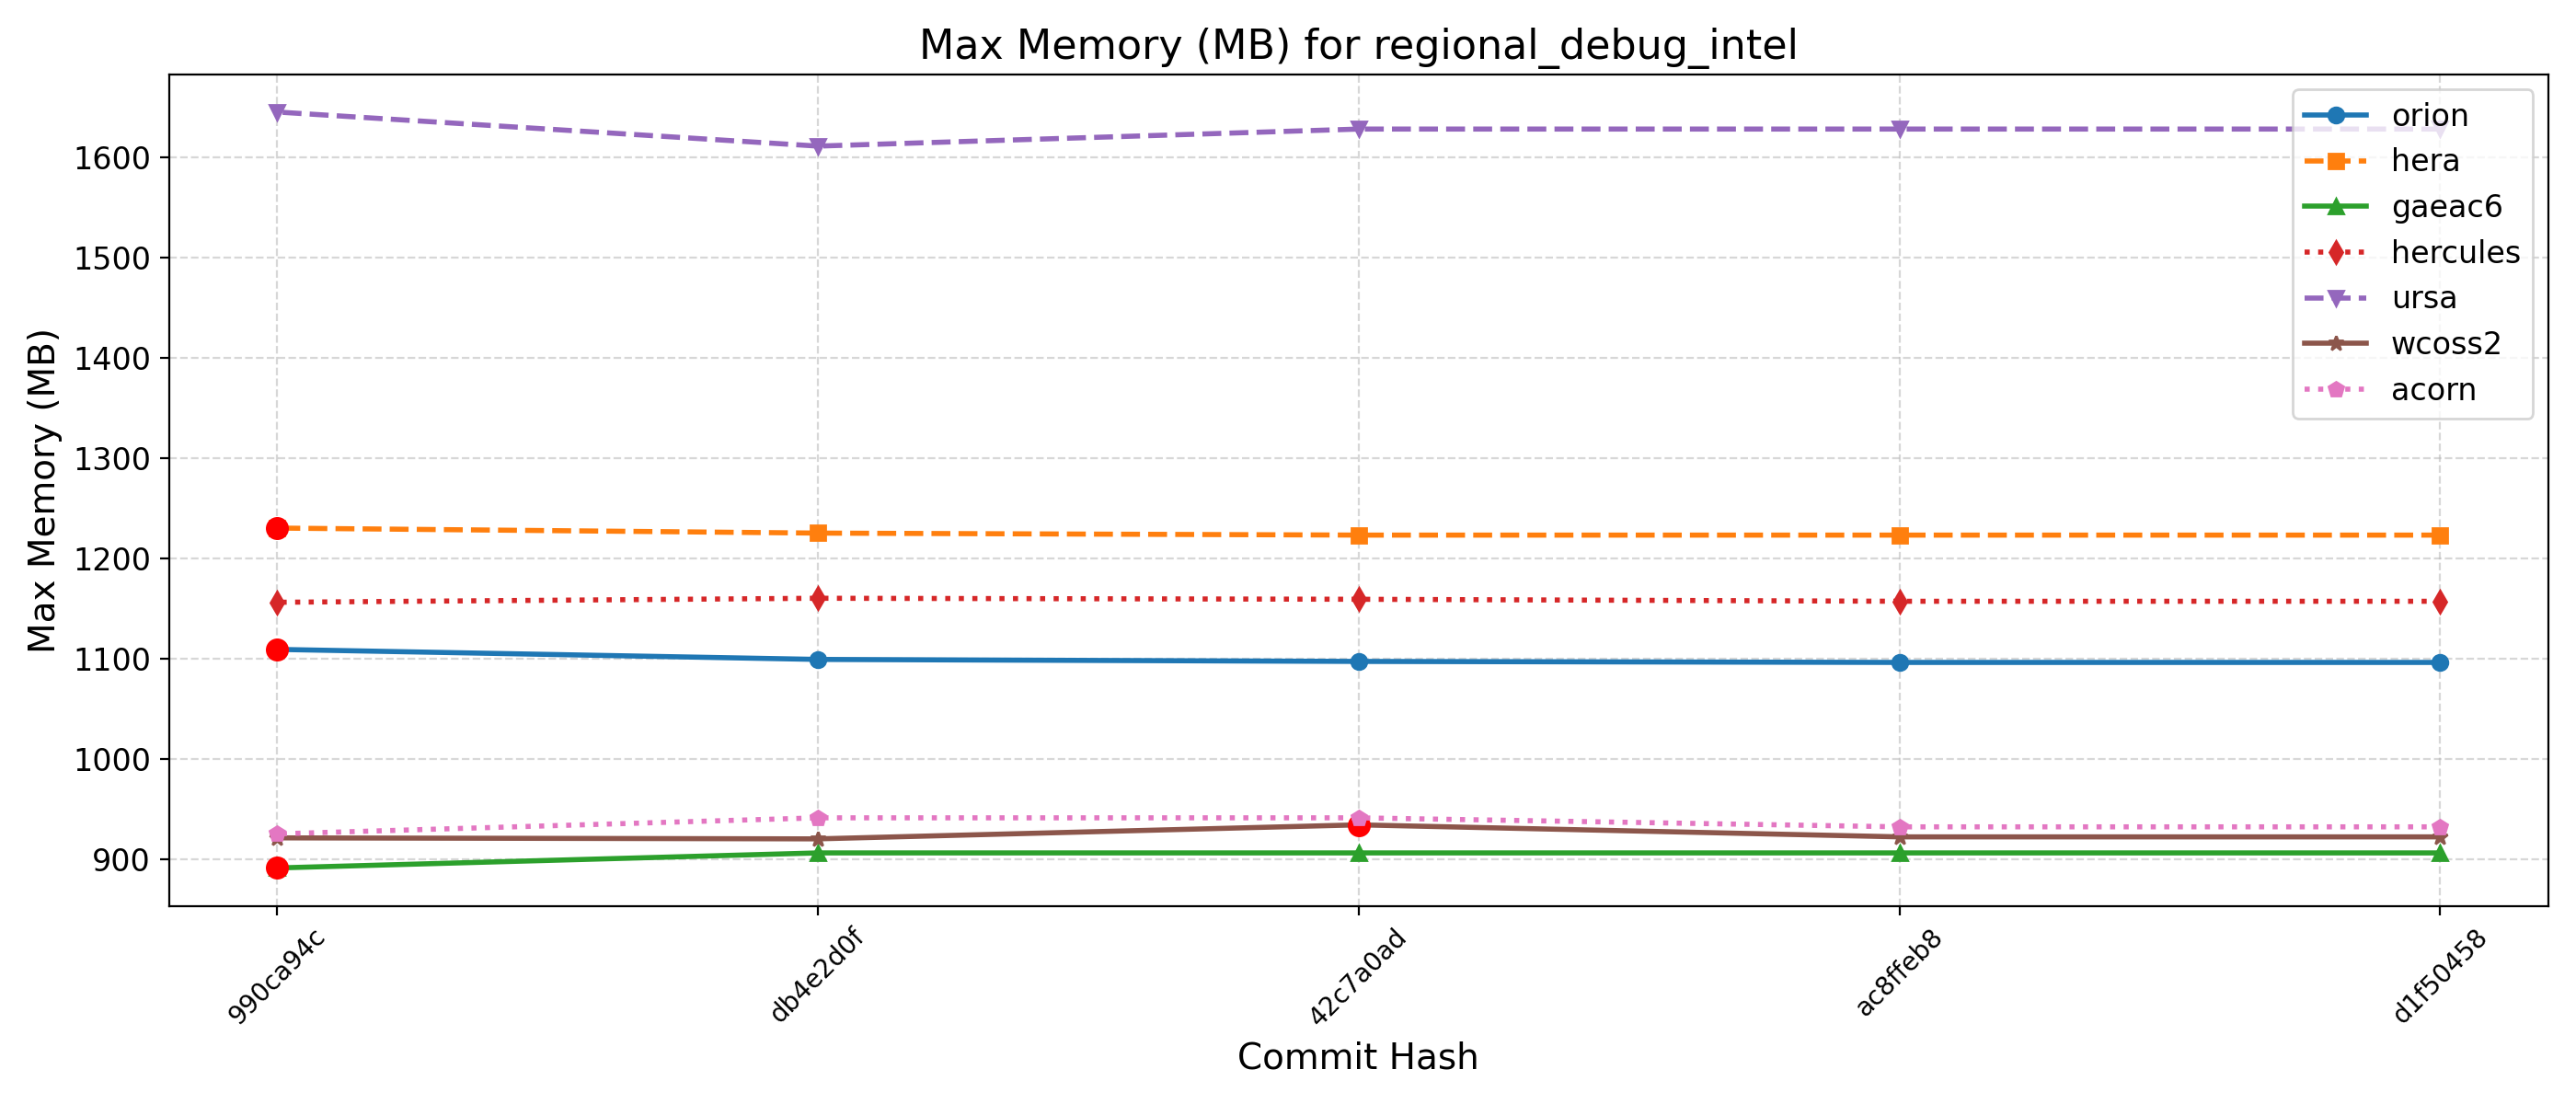 Max Memory (MB) for regional_debug_intel
Max Memory (MB)
1600
1500
1400
1300
1200
1100
1000
900
orion
hera
gaeac6
hercules
ursa
wcoss2
acorn
990ca94c
db4e2d0f
42c7a0ad
ac8ffeb8
d1f50458
Commit Hash